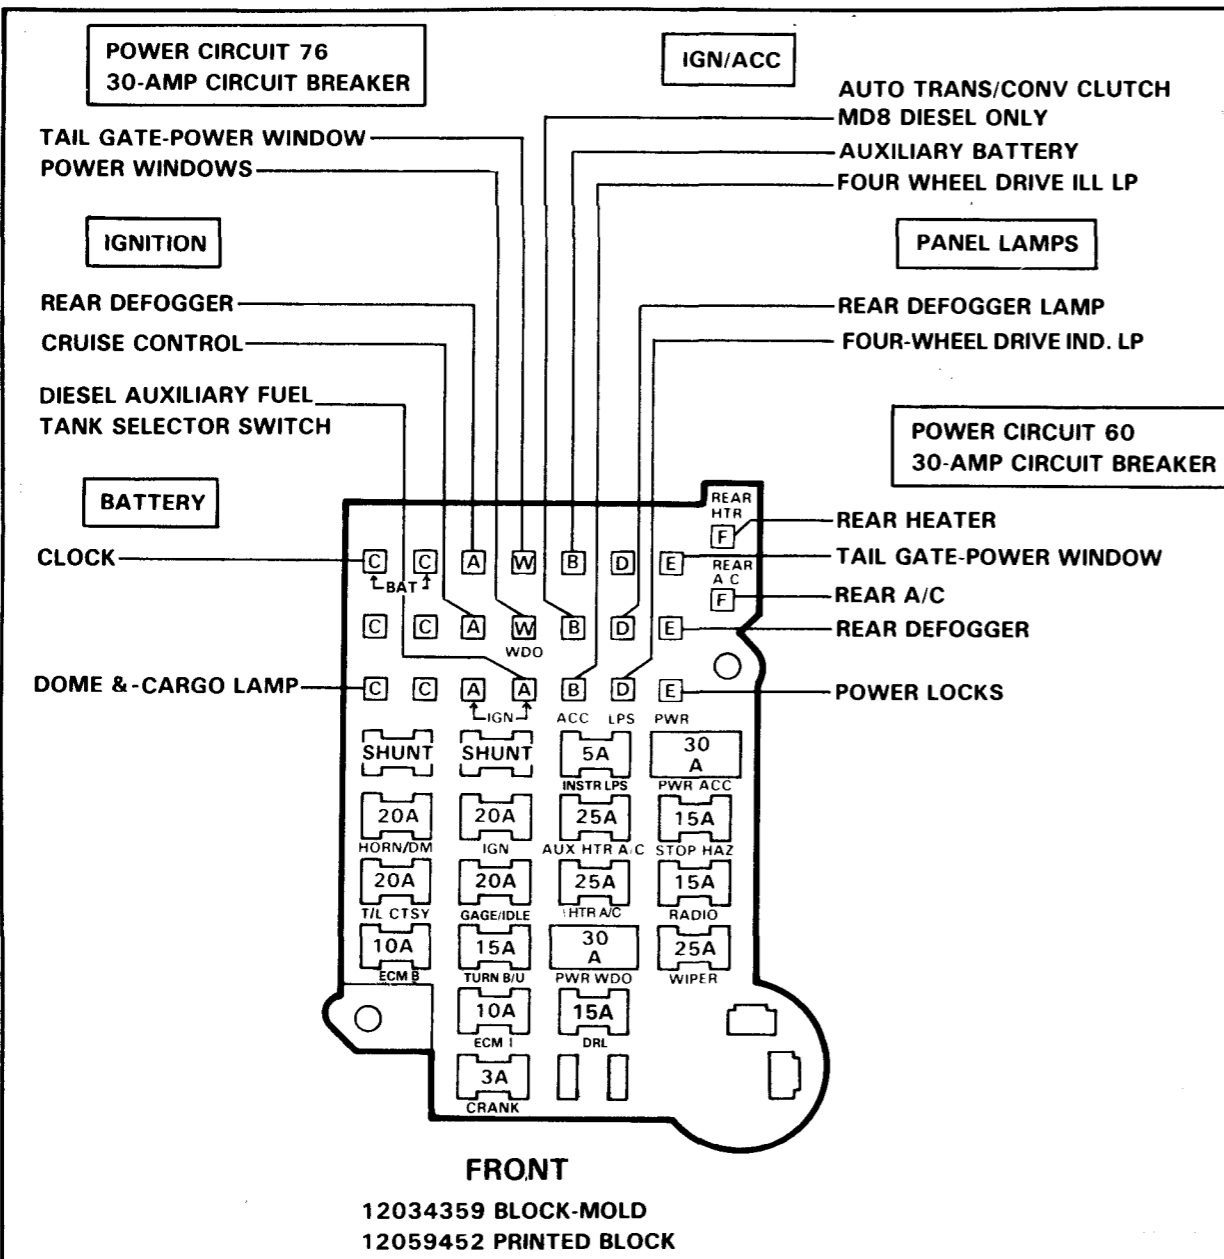 POWER CIRCUIT 76
30-AMP CIRCUIT BREAKER
IGN/ACC
AUTO TRANS/CONV CLUTCH
MD8 DIESEL ONLY
TAIL GATE-POWER WINDOW
AUXILIARY BATTERY
POWER WINDOWS
FOUR WHEEL DRIVE ILL LP
IGNITION
PANEL LAMPS
REAR DEFOGGER
REAR DEFOGGER LAMP
CRUISE CONTROL
FOUR-WHEEL DRIVE IND. LP
DIESEL AUXILIARY FUEL
TANK SELECTOR SWITCH
POWER CIRCUIT 60
30-AMP CIRCUIT BREAKER
BATTERY
REAR
HTR
F
REAR HEATER
CLOCK
C C A W B D E
TAIL GATE-POWER WINDOW
BAT
REAR
A C
F
REAR A/C
C C A W B D E
REAR DEFOGGER
WDO
DOME &-CARGO LAMP
C C A A B D E
POWER LOCKS
IGN ACC LPS PWR
SHUNT SHUNT 5A 30 A
INSTR LPS PWR ACC
20A 20A 25A 15A
HORN/DM IGN AUX HTR A/C STOP HAZ
20A 20A 25A 15A
T/L CTSY GAGE/IDLE HTR A/C RADIO
10A 15A 30 A 25A
ECM B TURN B/U PWR WDO WIPER
10A 15A
ECM I DRL
3A
CRANK
FRONT
12034359 BLOCK-MOLD
12059452 PRINTED BLOCK